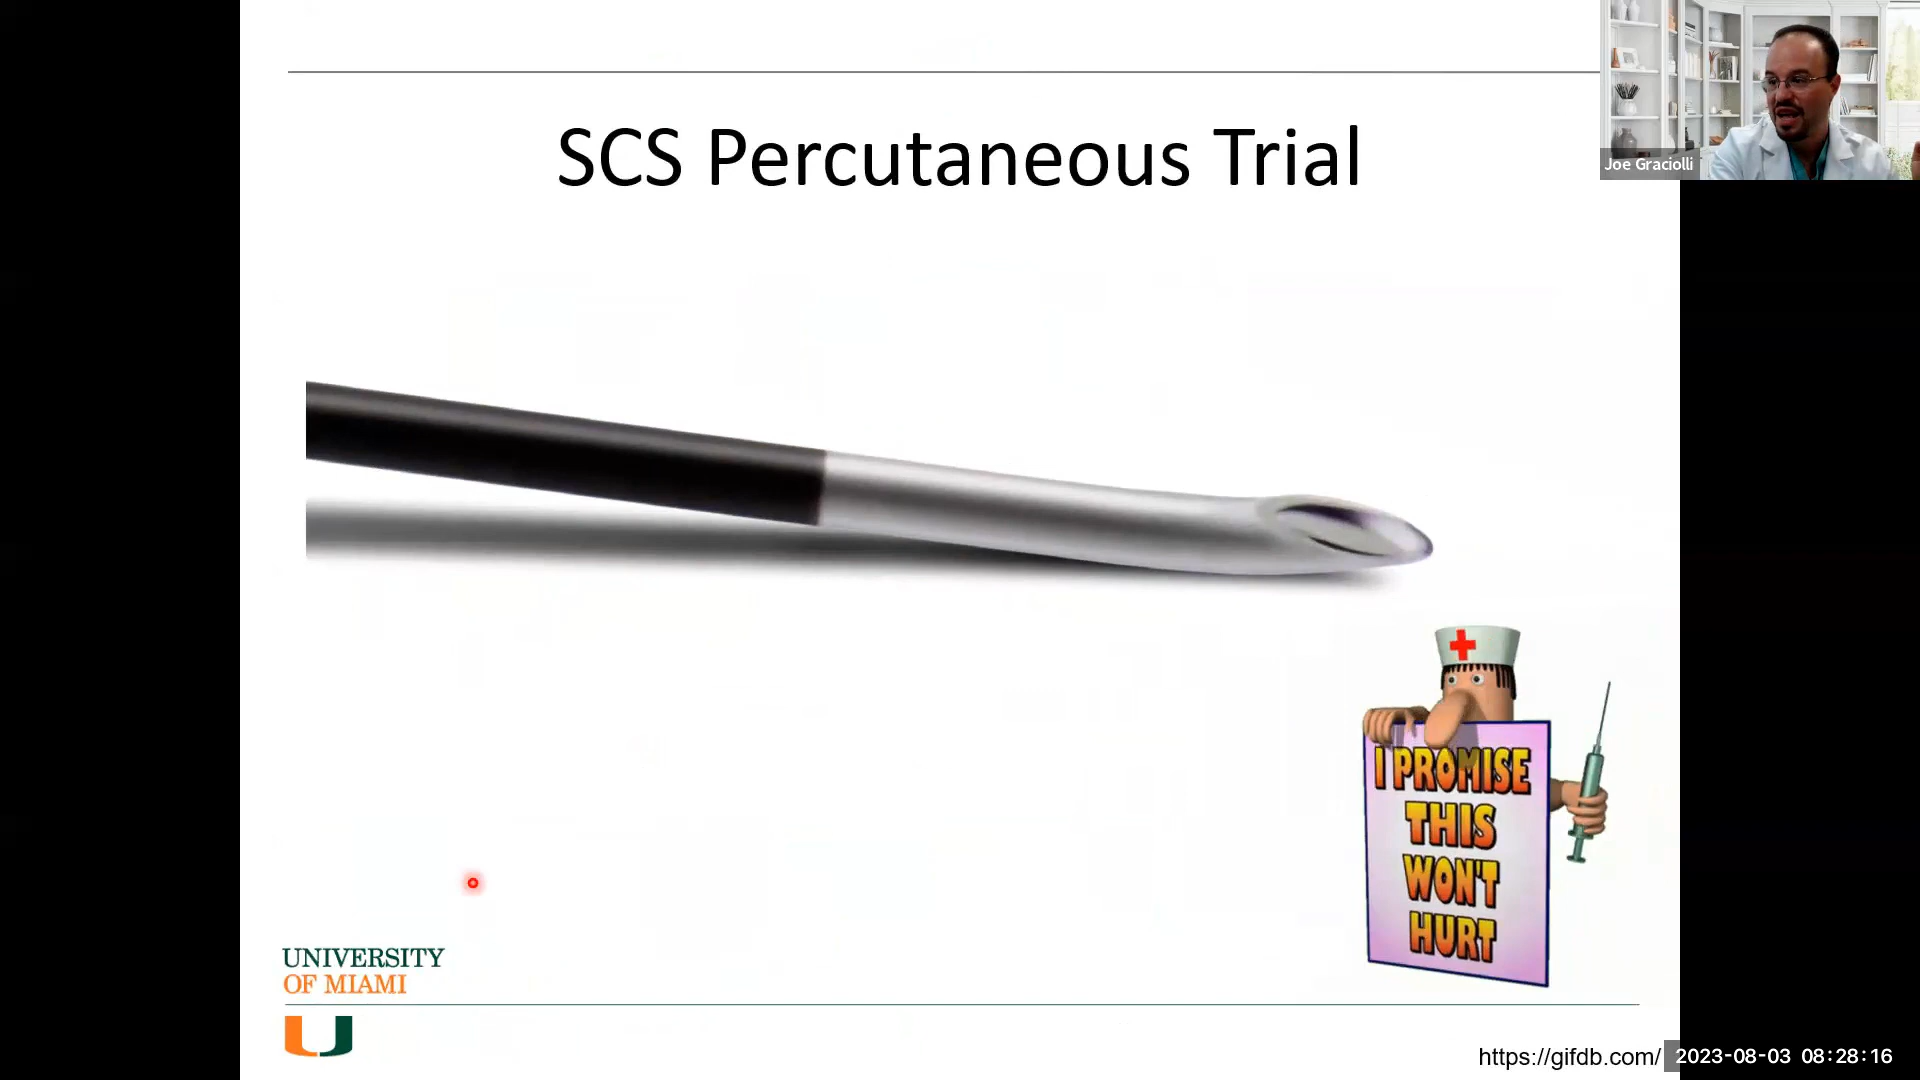 SCS Percutaneous Trial
Joe Graciolli
I PROMISE
THIS
WON'T
HURT
UNIVERSITY
OF MIAMI
https://gifdb.com/
2023-08-03 08:28:16